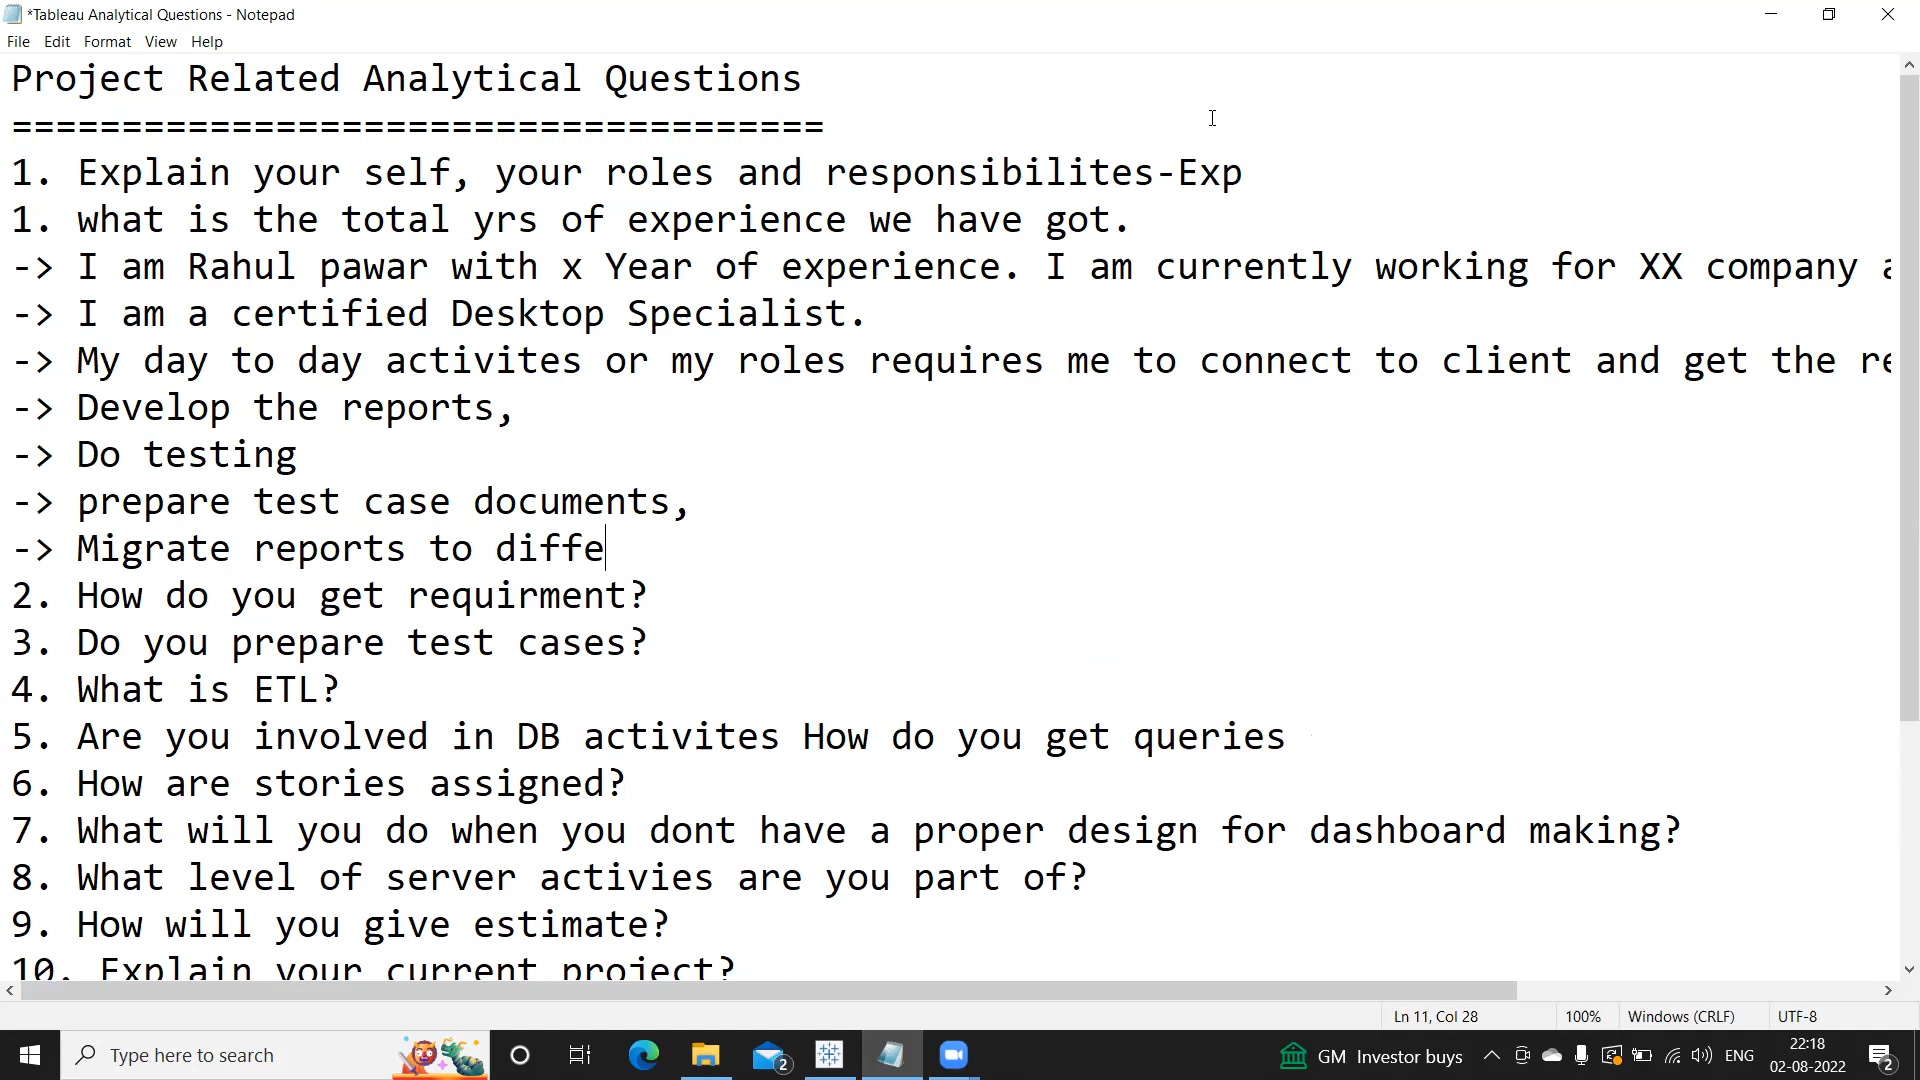 *Tableau Analytical Questions - Notepad
File Edit Format View Help
Project Related Analytical Questions
=====================================
1. Explain your self, your roles and responsibilites-Exp
1. what is the total yrs of experience we have got.
-> I am Rahul pawar with x Year of experience. I am currently working for XX company
-> I am a certified Desktop Specialist.
-> My day to day activites or my roles requires me to connect to client and get the re
-> Develop the reports,
-> Do testing
-> prepare test case documents,
-> Migrate reports to diffe
2. How do you get requirment?
3. Do you prepare test cases?
4. What is ETL?
5. Are you involved in DB activites How do you get queries
6. How are stories assigned?
7. What will you do when you dont have a proper design for dashboard making?
8. What level of server activies are you part of?
9. How will you give estimate?
10. Explain your current project?
Ln 11, Col 28 100% Windows (CRLF) UTF-8
Type here to search 2 GM Investor buys ENG 22:18 2
02-08-2022